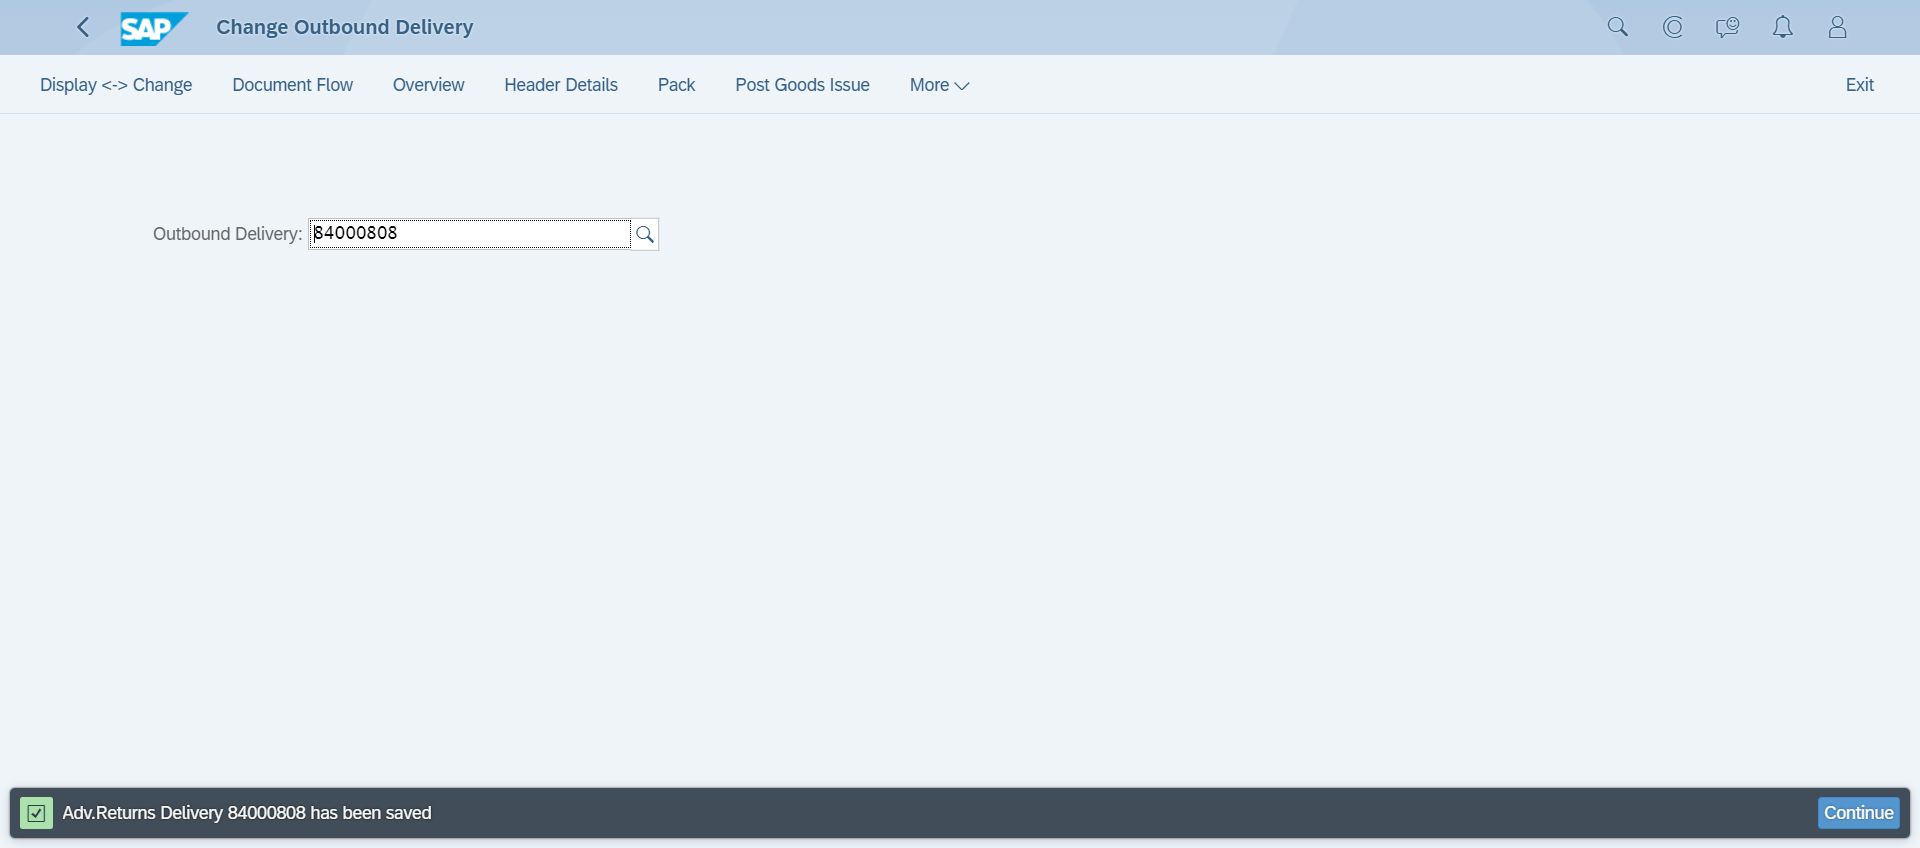 SAP Change Outbound Delivery
Display <-> Change Document Flow Overview Header Details Pack Post Goods Issue More Exit
Outbound Delivery: 84000808
Adv.Returns Delivery 84000808 has been saved Continue